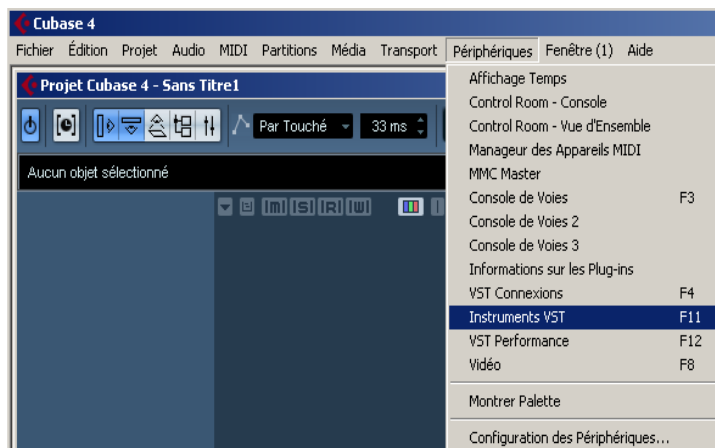 Cubase 4
Fichier Édition Projet Audio MIDI Partitions Média Transport Périphériques Fenêtre (1) Aide
Projet Cubase 4 - Sans Titre1
Par Touché 33 ms
Aucun objet sélectionné
m S R W
Affichage Temps
Control Room - Console
Control Room - Vue d'Ensemble
Manageur des Appareils MIDI
MMC Master
Console de Voies F3
Console de Voies 2
Console de Voies 3
Informations sur les Plug-ins
VST Connexions F4
Instruments VST F11
VST Performance F12
Vidéo F8
Montrer Palette
Configuration des Périphériques...